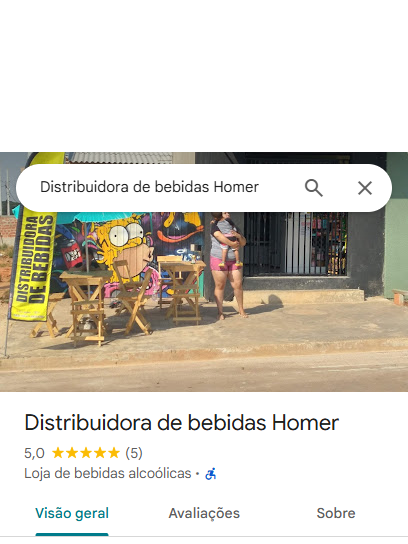 Distribuidora de bebidas Homer
DISTRIBUIDORA
DE BEBIDAS
Distribuidora de bebidas Homer
5,0 (5)
Loja de bebidas alcoólicas ·
Visão geral
Avaliações
Sobre